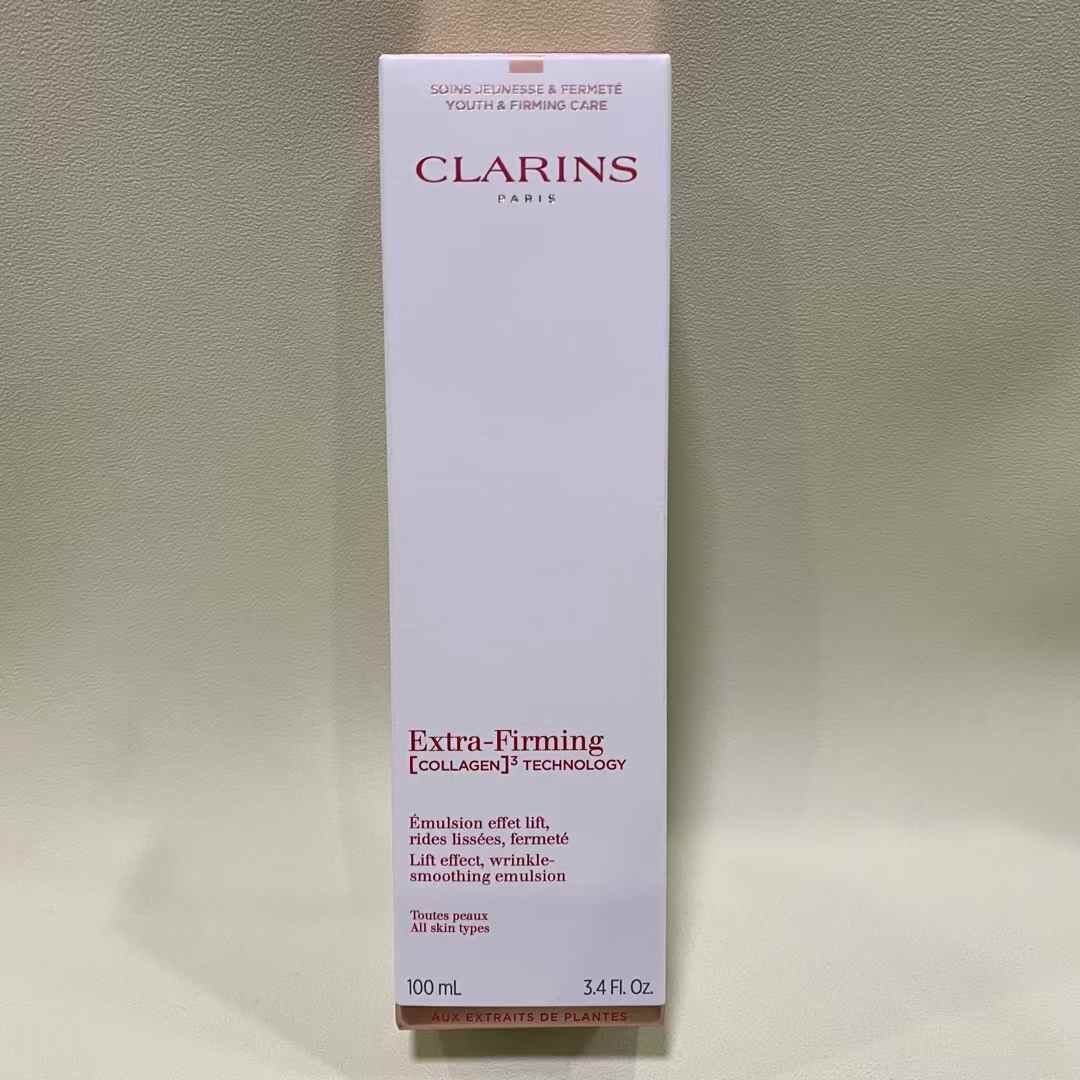 SOINS JEUNESSE & FERMETÉ
YOUTH & FIRMING CARE
CLARINS
PARIS
Extra-Firming
[COLLAGEN]³ TECHNOLOGY
Émulsion effet lift,
rides lissées, fermeté
Lift effect, wrinkle-
smoothing emulsion
Toutes peaux
All skin types
100 mL 3.4 Fl. Oz.
AUX EXTRAITS DE PLANTES